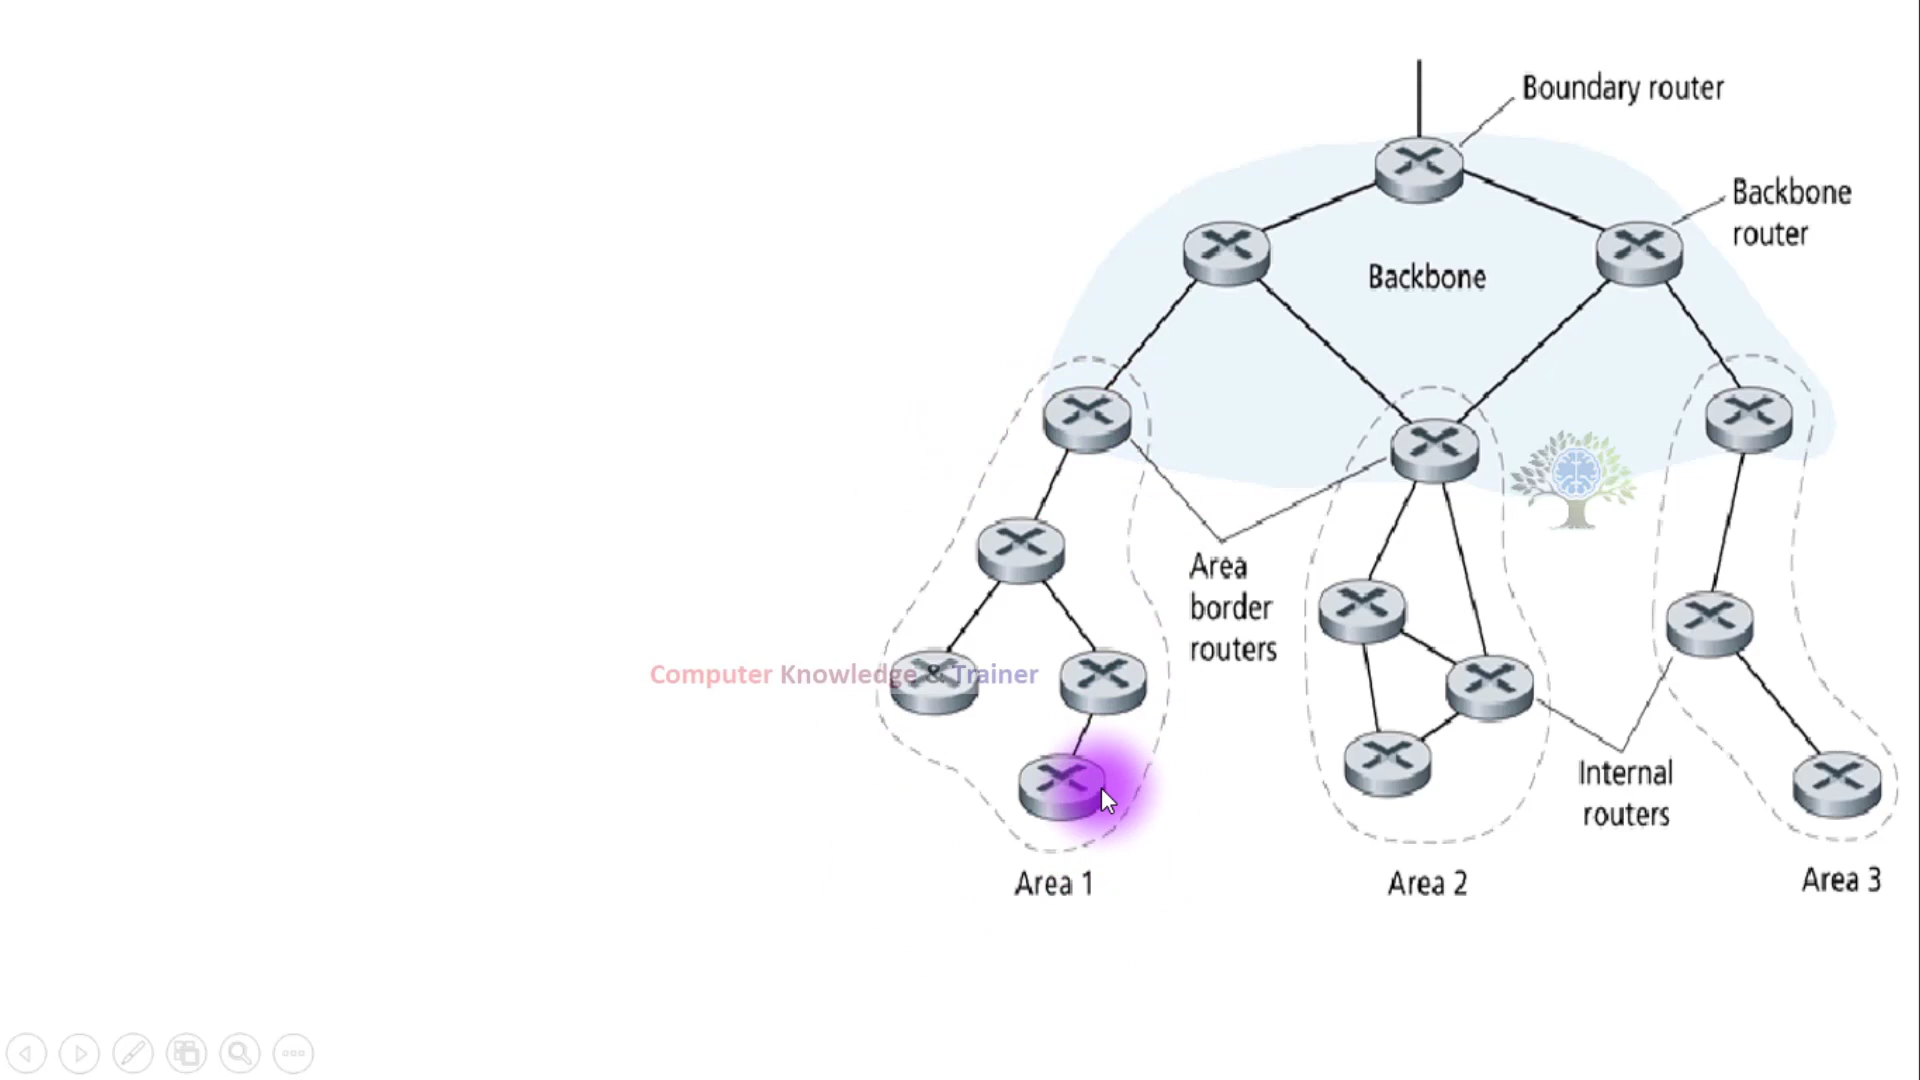 Boundary router
Backbone
router
Backbone
Area
border
routers
Computer Knowledge & Trainer
Internal
routers
Area 1
Area 2
Area 3